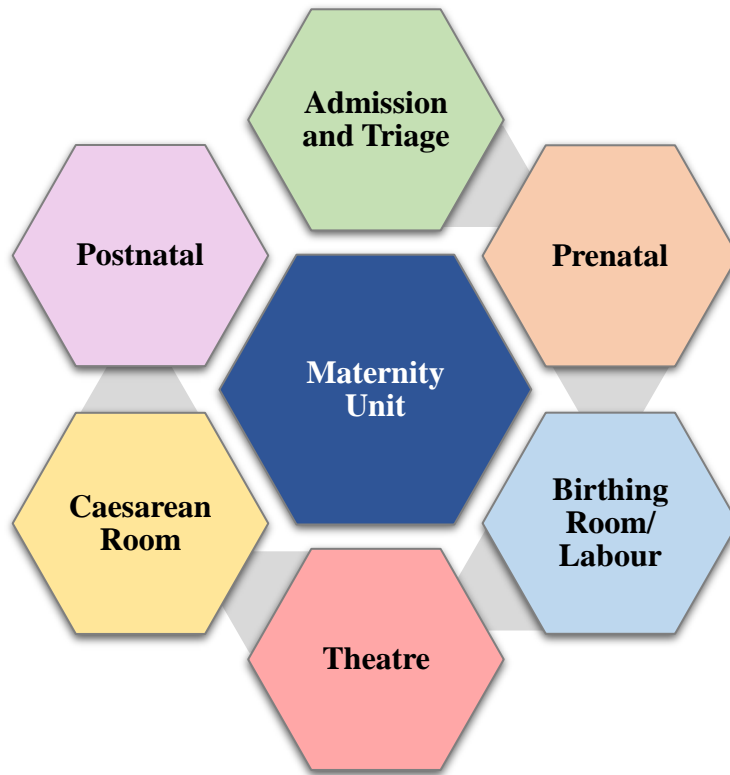 Admission
and Triage
Prenatal
Birthing
Room/
Labour
Theatre
Caesarean
Room
Postnatal
Maternity
Unit